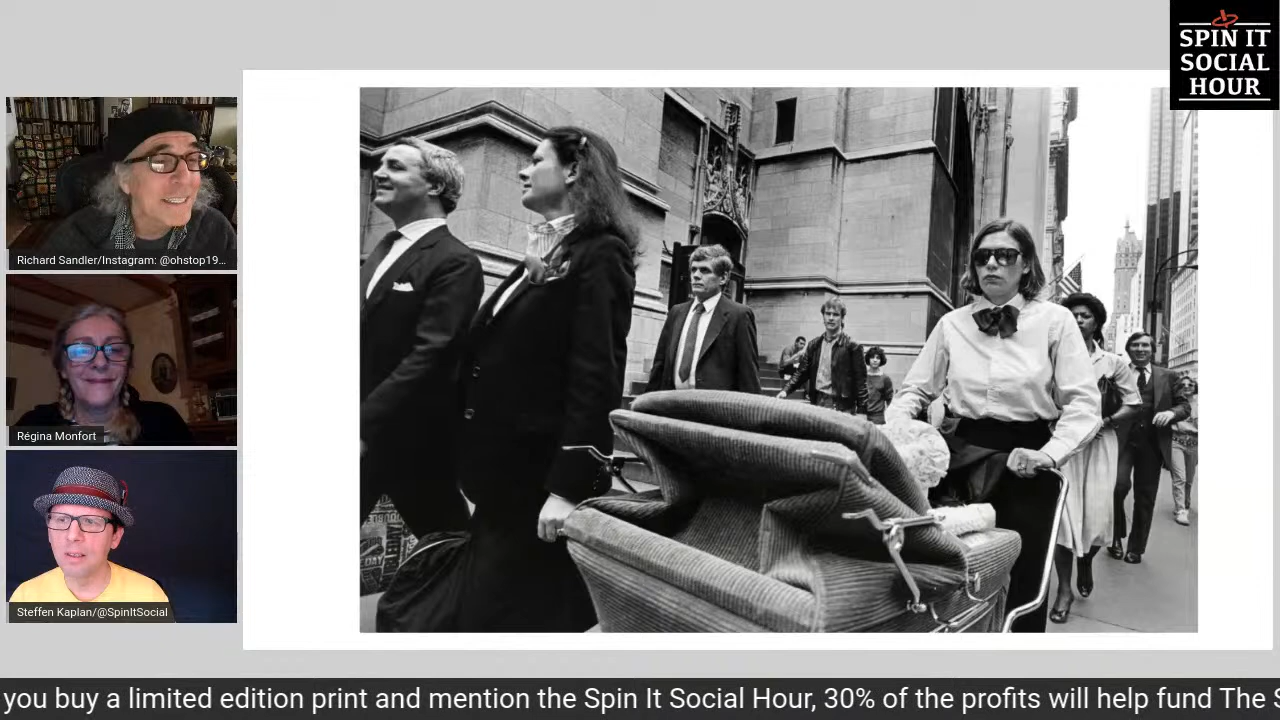 SPIN IT
SOCIAL
HOUR
Richard Sandler/Instagram: @ohstop19...
Régina Monfort
Steffen Kaplan/@SpinItSocial
you buy a limited edition print and mention the Spin It Social Hour, 30% of the profits will help fund The S